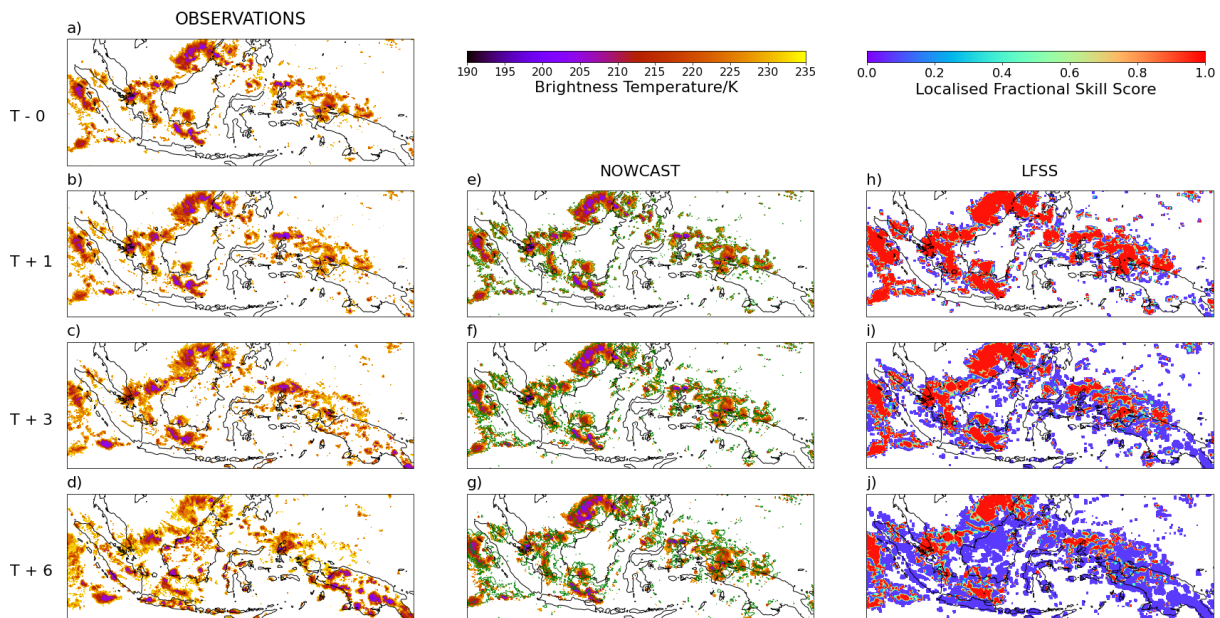 OBSERVATIONS
a)
T - 0
190 195 200 205 210 215 220 225 230 235
Brightness Temperature/K
0.0 0.2 0.4 0.6 0.8 1.0
Localised Fractional Skill Score
NOWCAST
LFSS
b)
e)
h)
T + 1
c)
f)
i)
T + 3
d)
g)
j)
T + 6